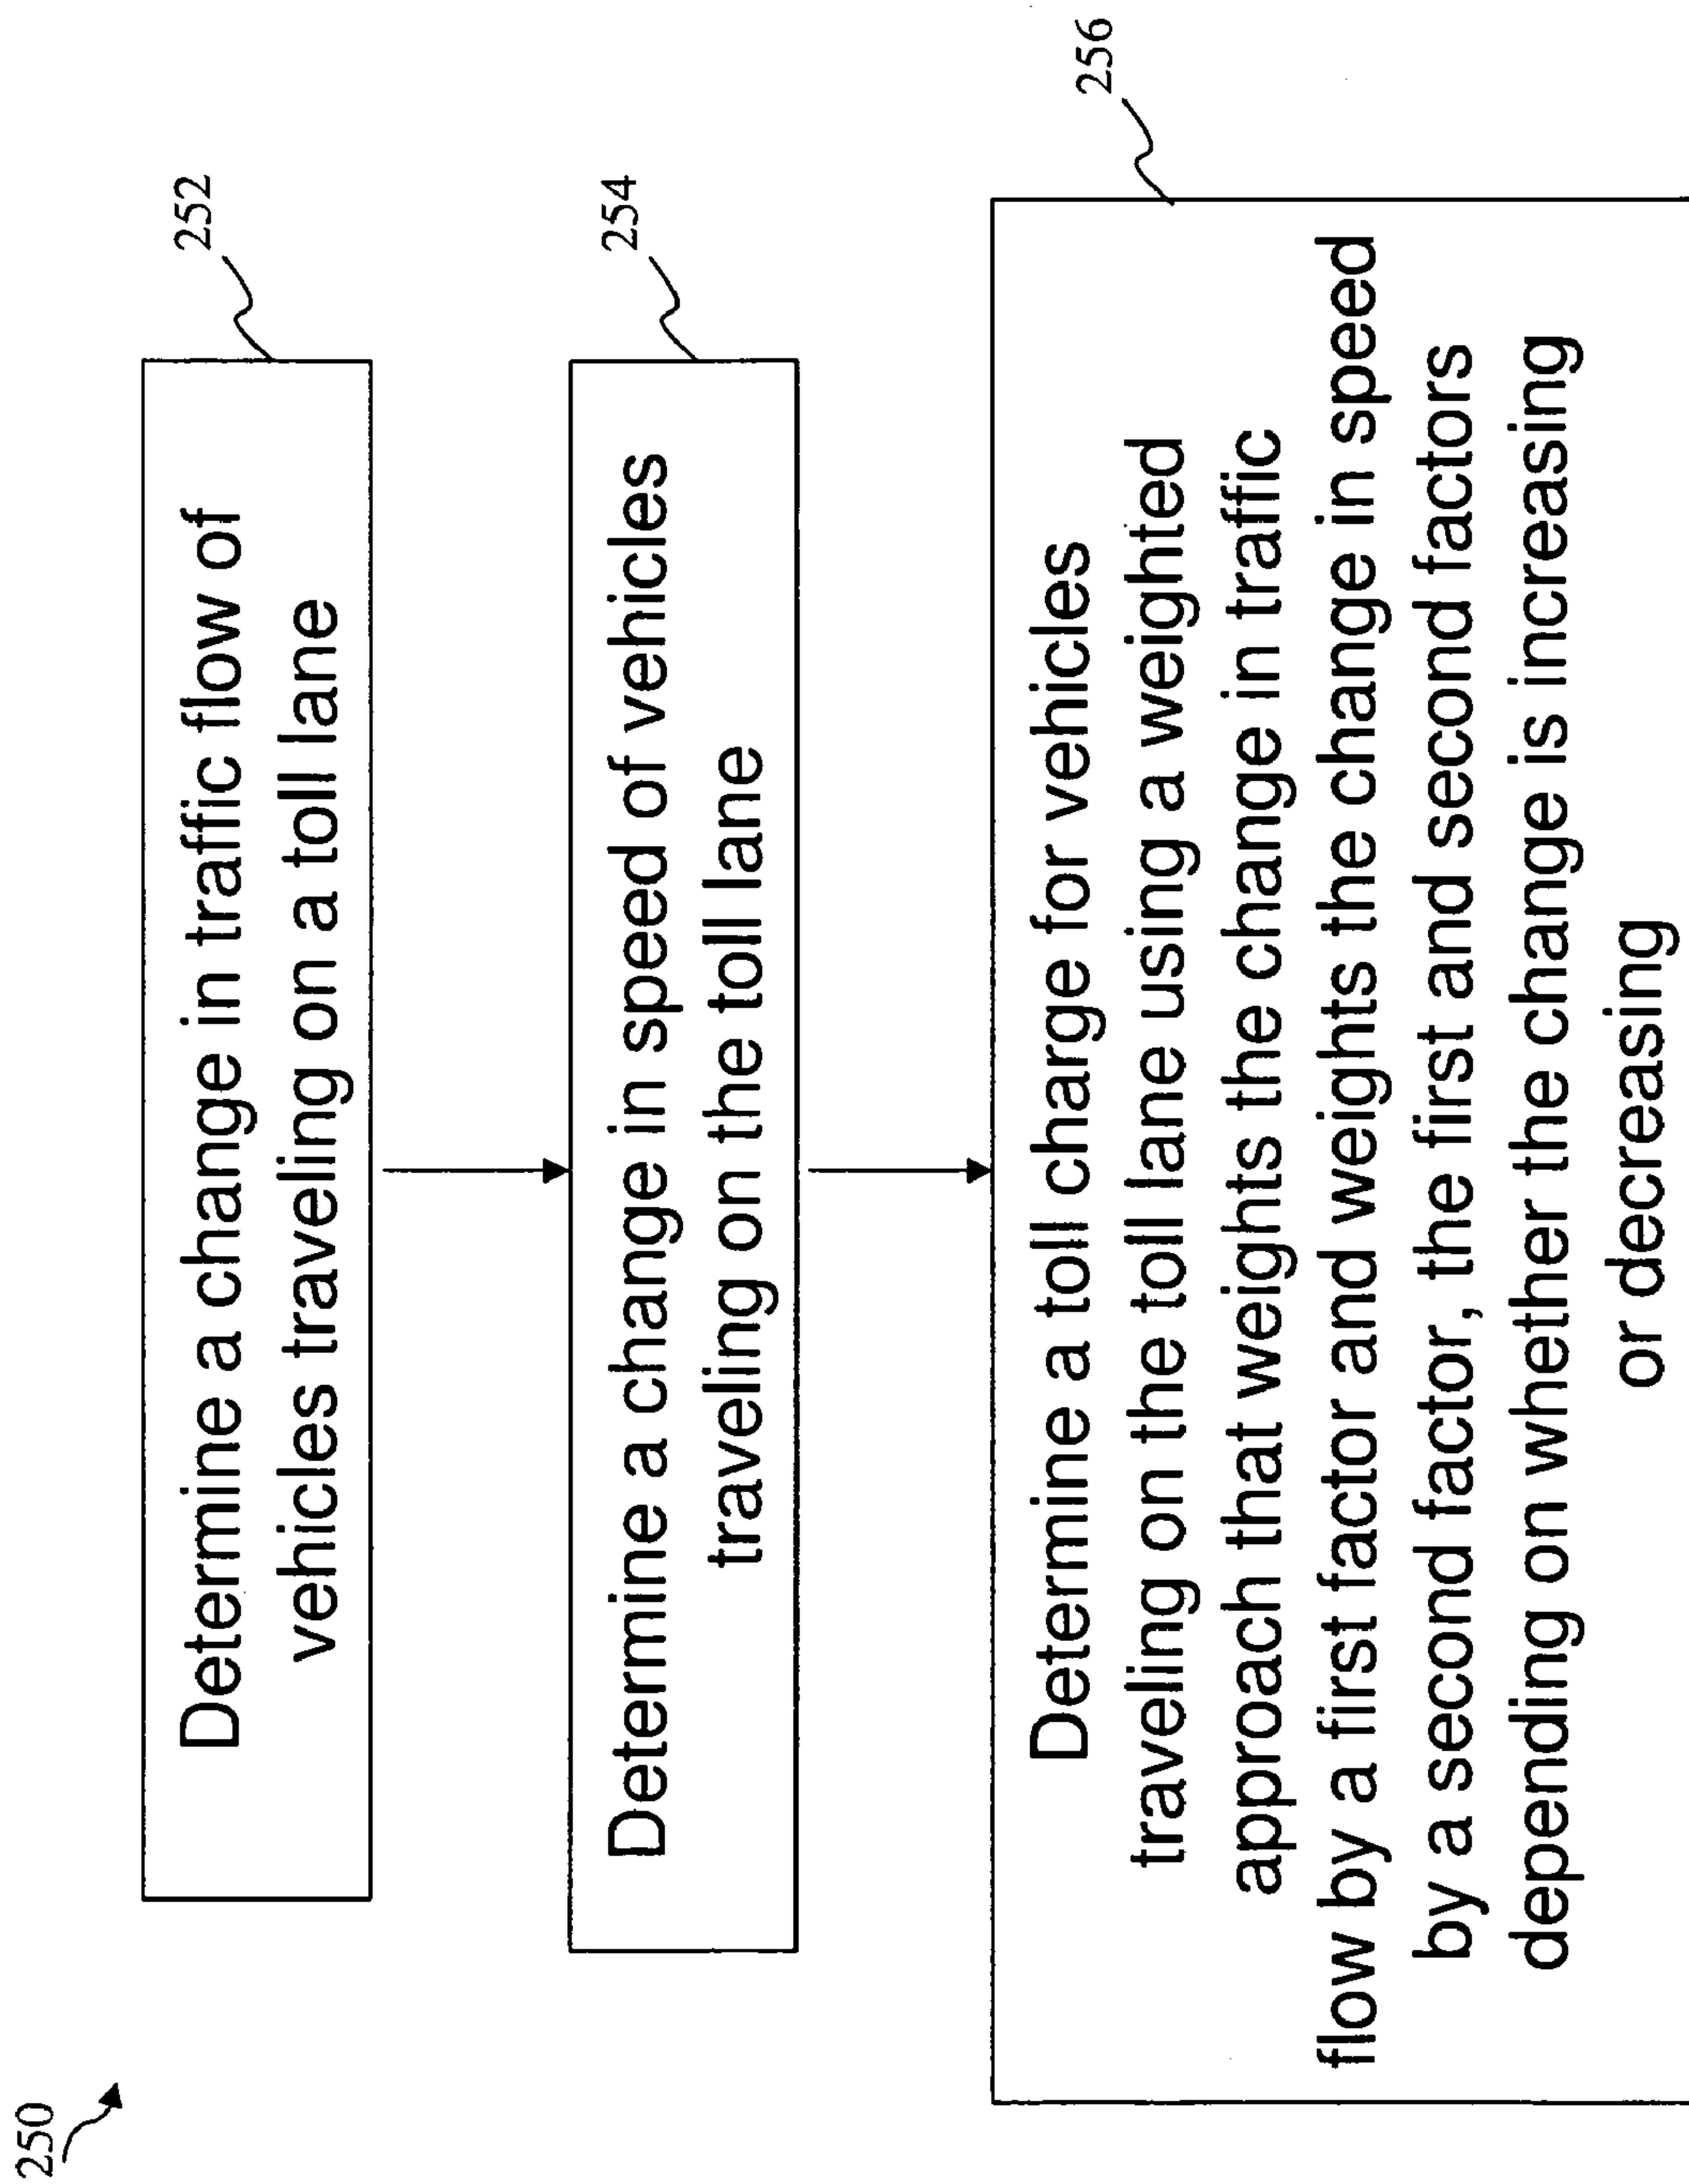 250
252
Determine a change in traffic flow of
vehicles traveling on a toll lane
254
Determine a change in speed of vehicles
traveling on the toll lane
256
Determine a toll charge for vehicles
traveling on the toll lane using a weighted
approach that weights the change in traffic
flow by a first factor and weights the change in speed
by a second factor, the first and second factors
depending on whether the change is increasing
or decreasing